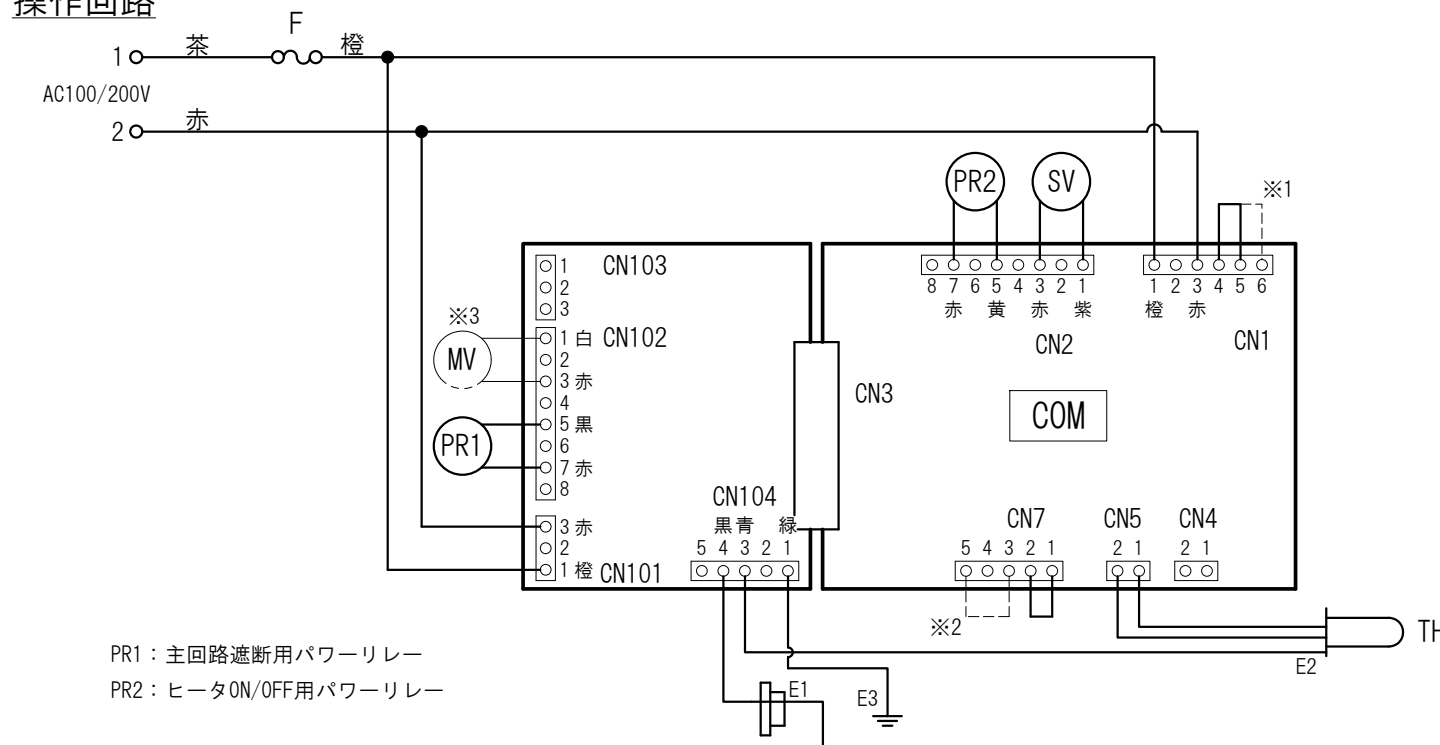 操作回路
F
1 茶 橙
AC100/200V
2 赤
PR2 SV ※1
CN103
1
2
3
8 7 6 5 4 3 2 1
赤 黄 赤 紫
1 2 3 4 5 6
橙 赤
CN2 CN1
※3
MV
CN102
1 白
2
3 赤
4
5 黒
6
7 赤
8
PR1
CN3
COM
CN104
黒 青 緑
5 4 3 2 1
3 赤
2
1 橙 CN101
CN7
5 4 3 2 1
CN5
2 1
CN4
2 1
※2
TH
E2
E1
E3
PR1：主回路遮断用パワーリレー
PR2：ヒータON/OFF用パワーリレー